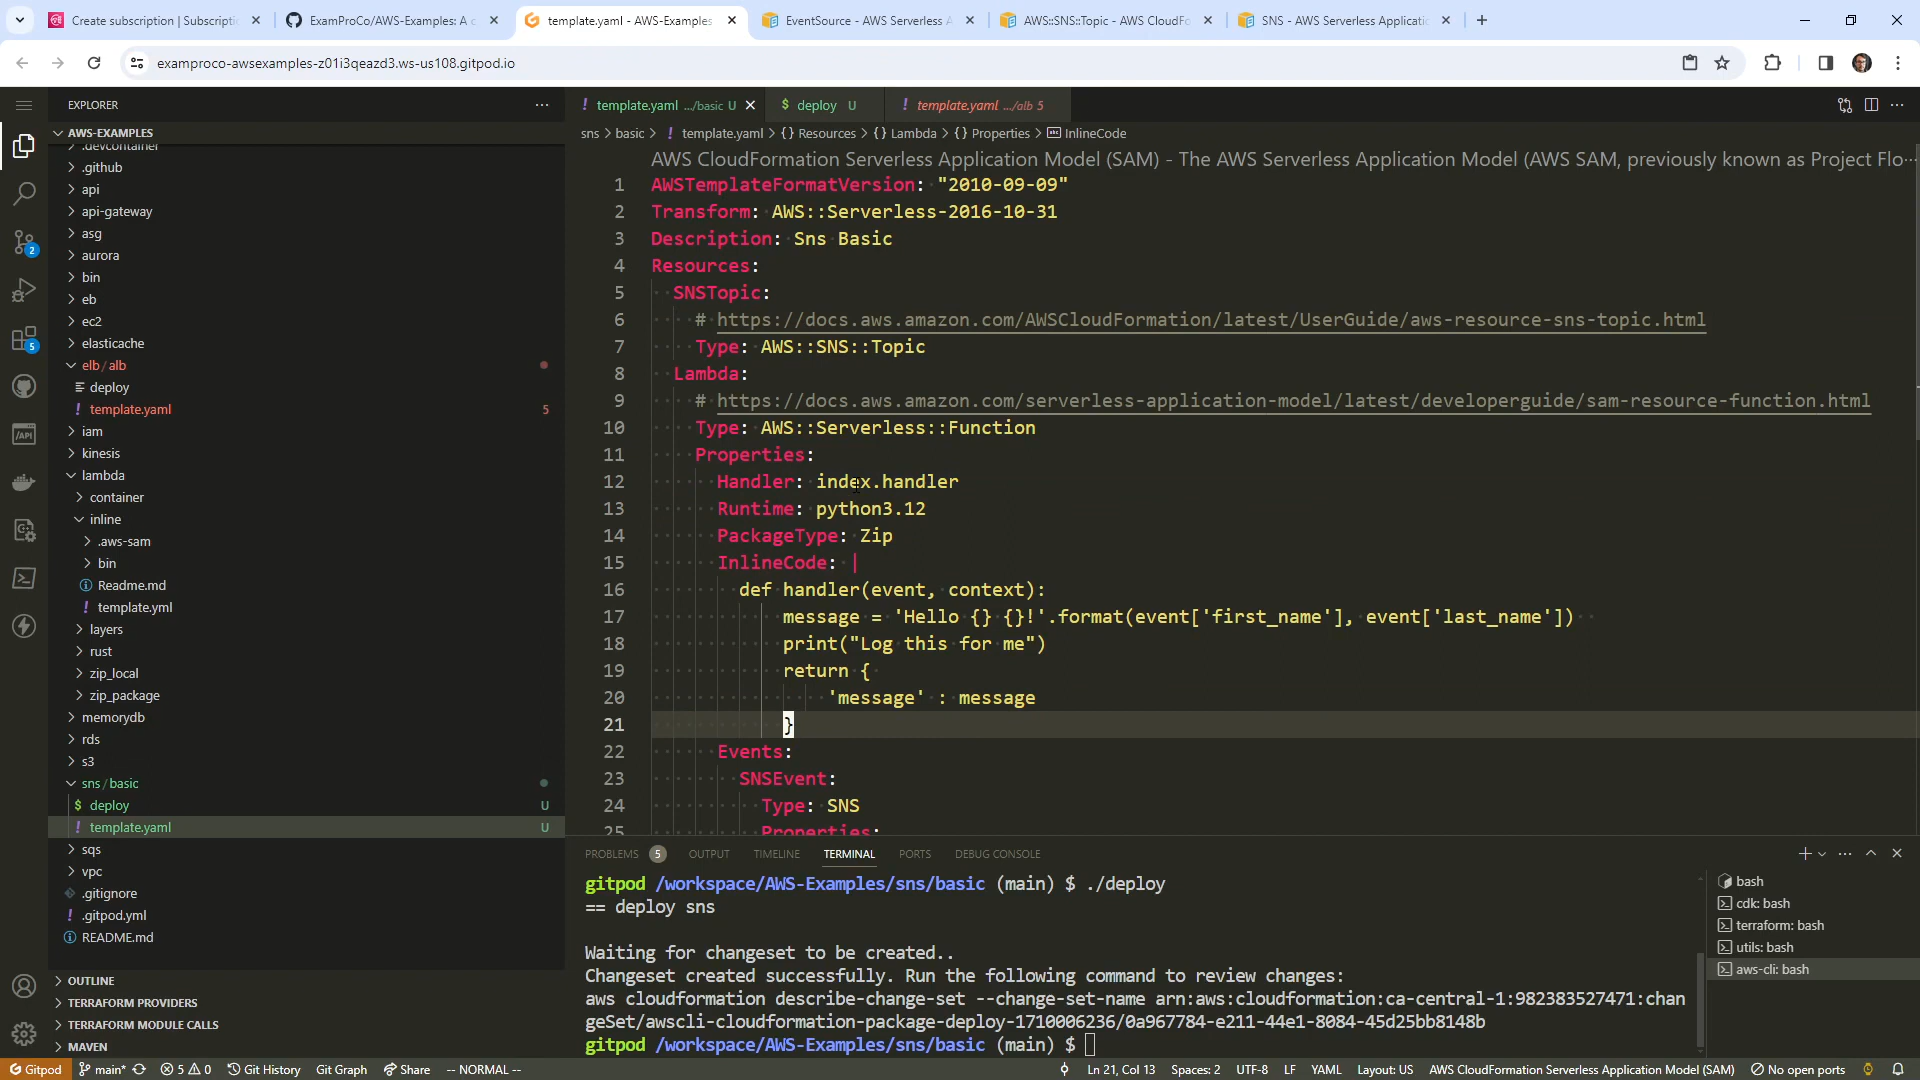 Create subscription | Subscripti
ExamProCo/AWS-Examples: A c
template.yaml - AWS-Examples
EventSource - AWS Serverless A
AWS::SNS::Topic - AWS CloudFo
SNS - AWS Serverless Applicatio
examproco-awsexamples-z01i3qeazd3.ws-us108.gitpod.io
EXPLORER
AWS-EXAMPLES
.devcontainer
.github
api
api-gateway
asg
aurora
bin
eb
ec2
elasticache
elb / alb
deploy
template.yaml 5
iam
kinesis
lambda
container
inline
.aws-sam
bin
Readme.md
template.yml
layers
rust
zip_local
zip_package
memorydb
rds
s3
sns / basic
deploy U
template.yaml U
sqs
vpc
.gitignore
.gitpod.yml
README.md
OUTLINE
TERRAFORM PROVIDERS
TERRAFORM MODULE CALLS
MAVEN
2
5
/API
! template.yaml .../basic U
$ deploy U
! template.yaml .../alb 5
sns > basic > ! template.yaml > {} Resources > {} Lambda > {} Properties > InlineCode
AWS CloudFormation Serverless Application Model (SAM) - The AWS Serverless Application Model (AWS SAM, previously known as Project Flo···
1 AWSTemplateFormatVersion: "2010-09-09"
2 Transform: AWS::Serverless-2016-10-31
3 Description: Sns Basic
4 Resources:
5 SNSTopic:
6 # https://docs.aws.amazon.com/AWSCloudFormation/latest/UserGuide/aws-resource-sns-topic.html
7 Type: AWS::SNS::Topic
8 Lambda:
9 # https://docs.aws.amazon.com/serverless-application-model/latest/developerguide/sam-resource-function.html
10 Type: AWS::Serverless::Function
11 Properties:
12 Handler: index.handler
13 Runtime: python3.12
14 PackageType: Zip
15 InlineCode: |
16 def handler(event, context):
17 message = 'Hello {} {}!'.format(event['first_name'], event['last_name'])
18 print("Log this for me")
19 return {
20 'message' : message
21 }
22 Events:
23 SNSEvent:
24 Type: SNS
25 Properties:
PROBLEMS 5 OUTPUT TIMELINE TERMINAL PORTS DEBUG CONSOLE
gitpod /workspace/AWS-Examples/sns/basic (main) $ ./deploy
== deploy sns
Waiting for changeset to be created..
Changeset created successfully. Run the following command to review changes:
aws cloudformation describe-change-set --change-set-name arn:aws:cloudformation:ca-central-1:982383527471:chan
geSet/awscli-cloudformation-package-deploy-1710006236/0a967784-e211-44e1-8084-45d25bb8148b
gitpod /workspace/AWS-Examples/sns/basic (main) $
bash
cdk: bash
terraform: bash
utils: bash
aws-cli: bash
Gitpod main* 5 0 Git History Git Graph Share -- NORMAL -- Ln 21, Col 13 Spaces: 2 UTF-8 LF YAML Layout: US AWS CloudFormation Serverless Application Model (SAM) No open ports